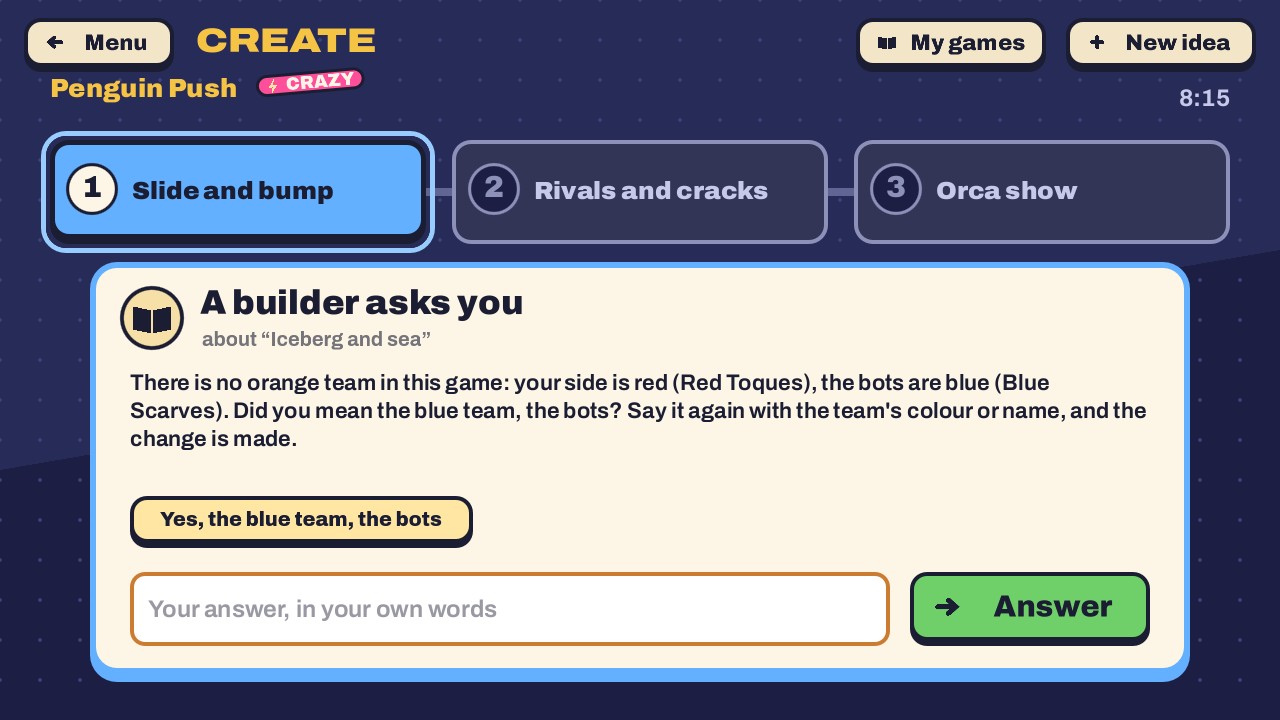 Menu
CREATE
My games
New idea
Penguin Push
CRAZY
8:15
1
Slide and bump
2
Rivals and cracks
3
Orca show
A builder asks you
about “Iceberg and sea”
There is no orange team in this game: your side is red (Red Toques), the bots are blue (Blue
Scarves). Did you mean the blue team, the bots? Say it again with the team's colour or name, and the
change is made.
Yes, the blue team, the bots
Your answer, in your own words
Answer